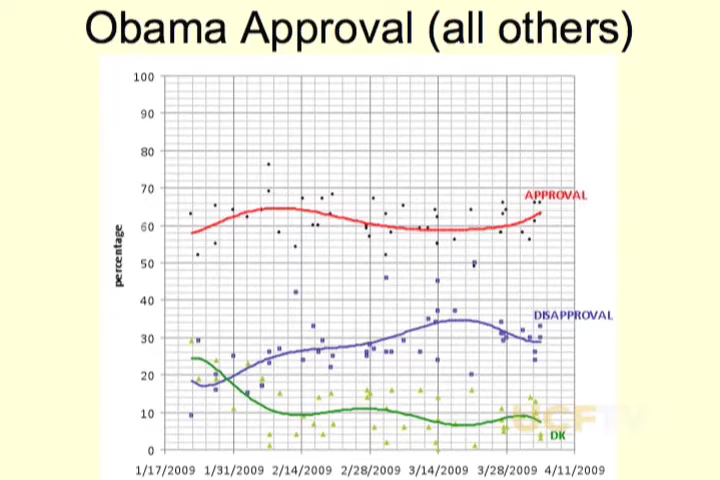 Obama Approval (all others)
100
90
80
70
APPROVAL
60
percentage
50
40
DISAPPROVAL
30
20
10
UCFTV
DK
0
1/17/2009 1/31/2009 2/14/2009 2/28/2009 3/14/2009 3/28/2009 4/11/2009